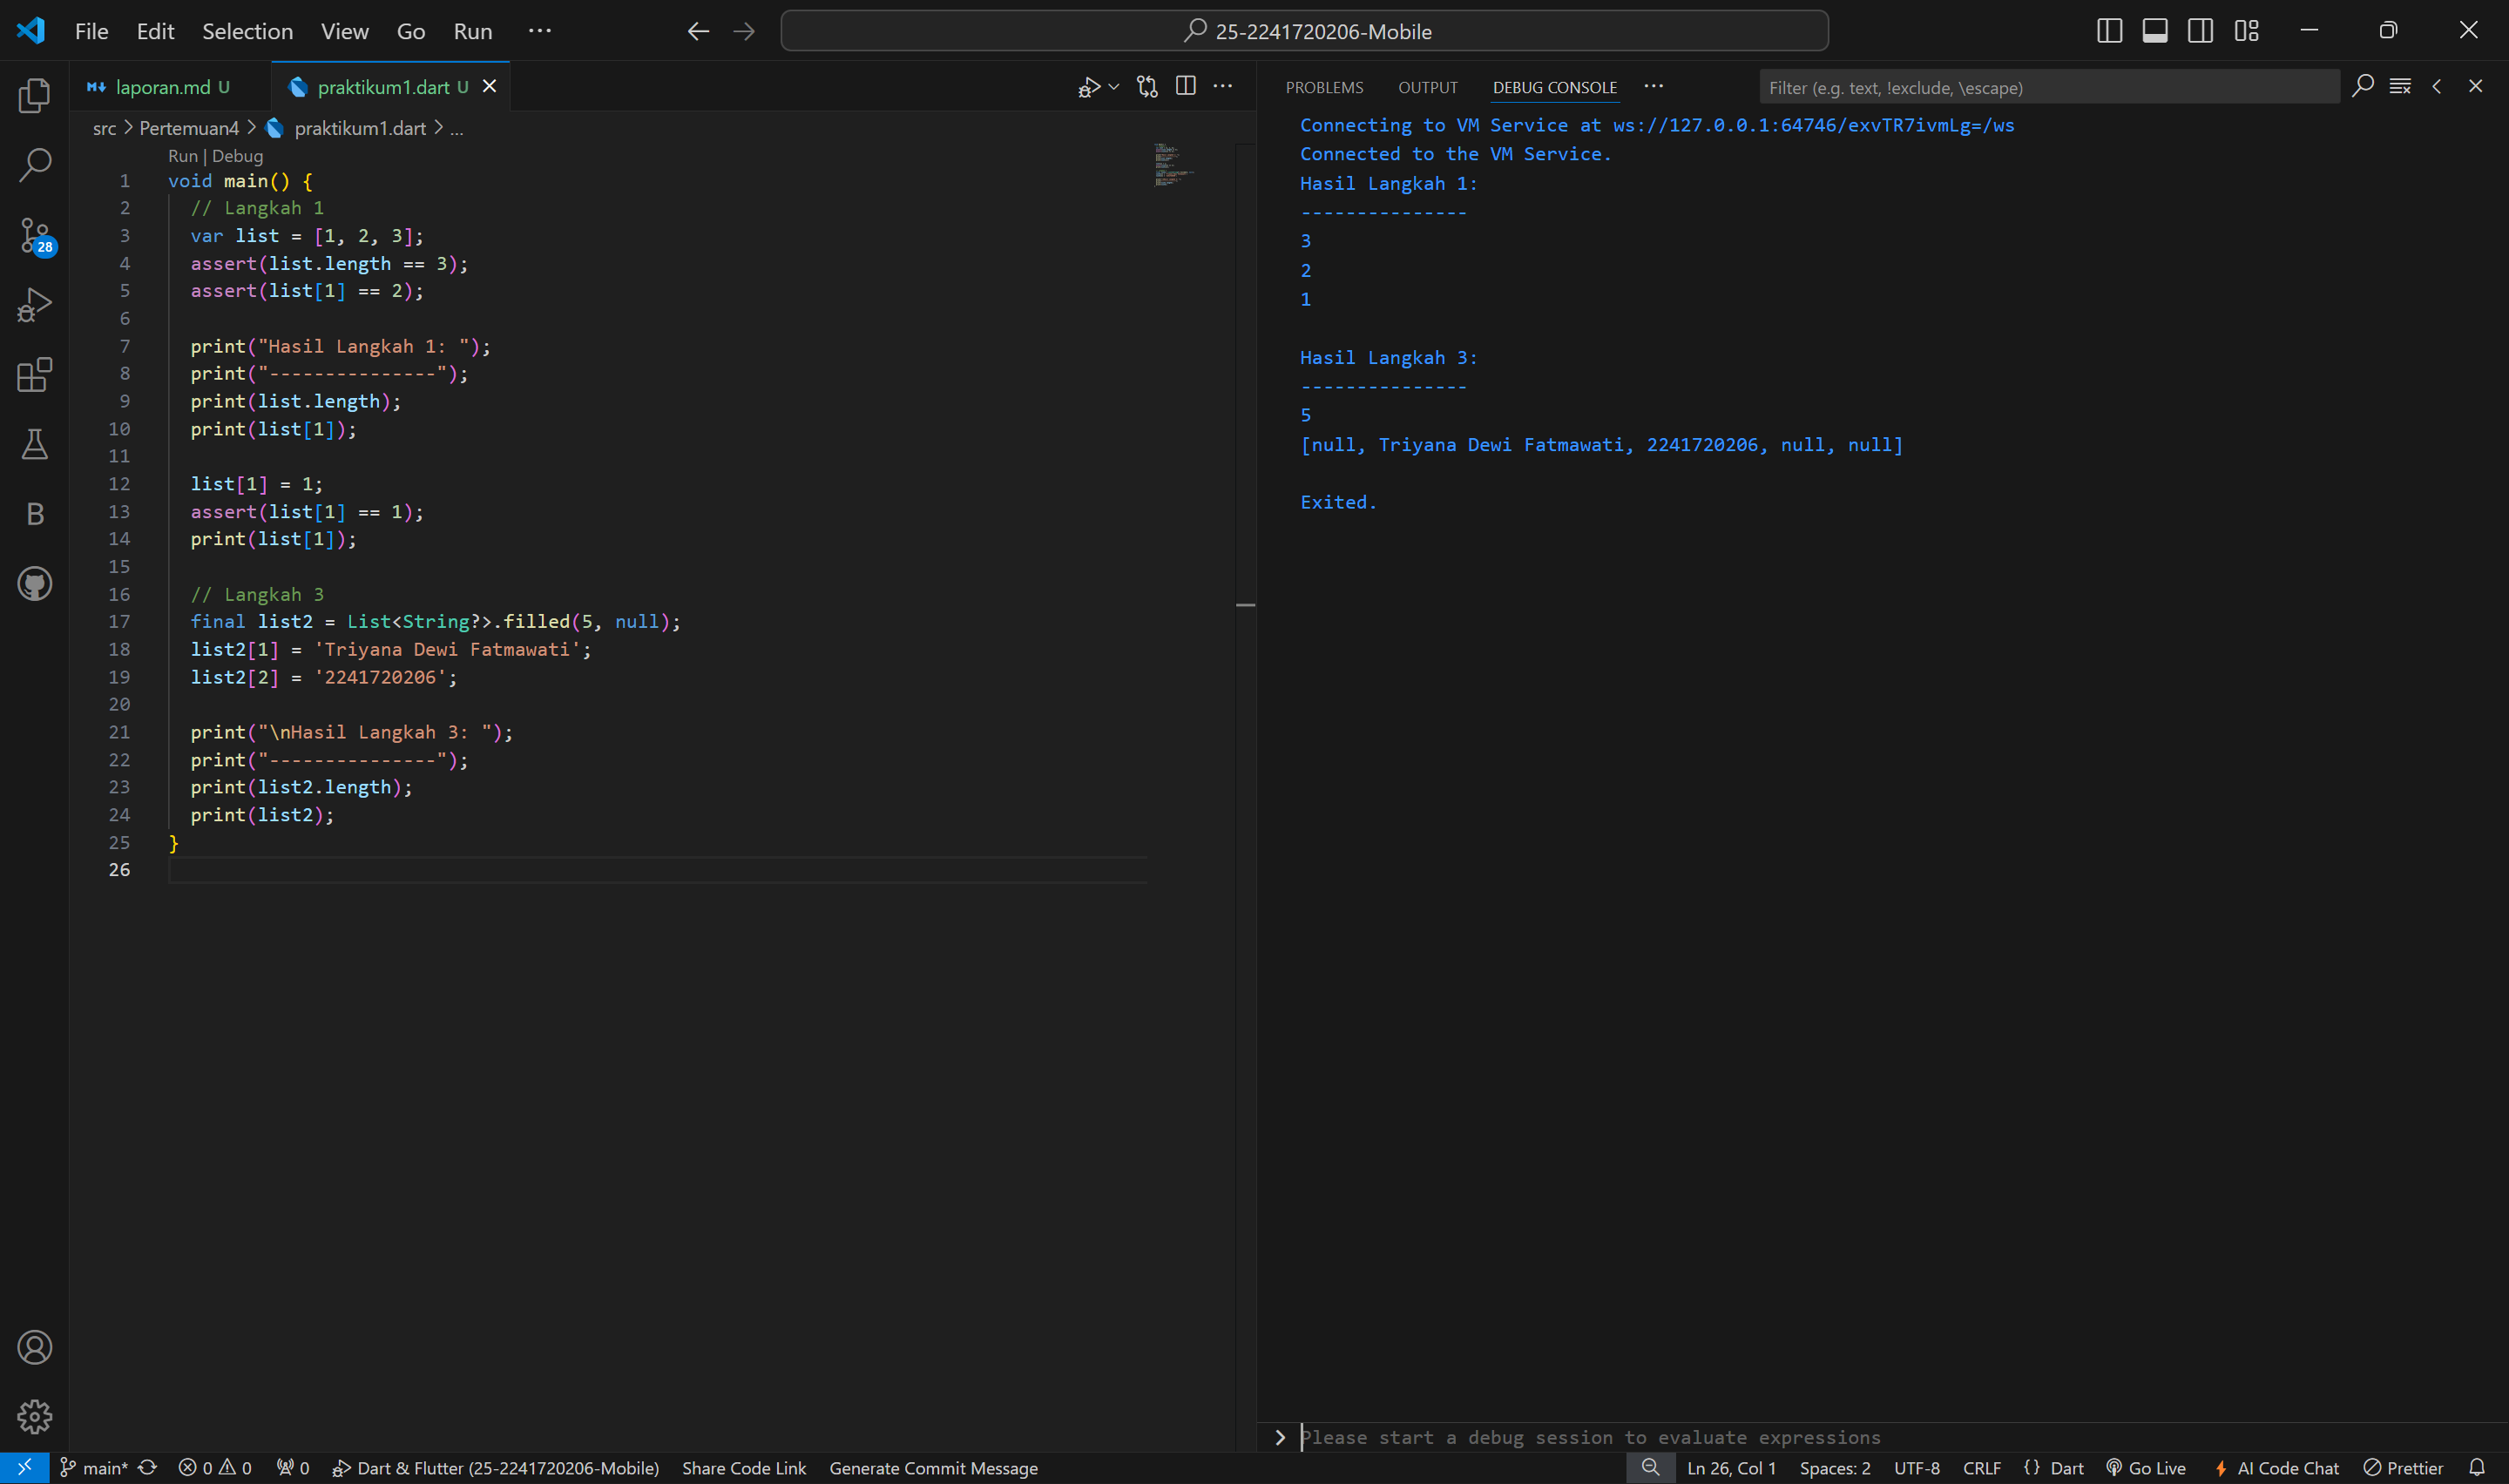 File Edit Selection View Go Run ···
25-2241720206-Mobile
laporan.md U
praktikum1.dart U
src > Pertemuan4 > praktikum1.dart > ...
Run | Debug
1 void main() {
2 // Langkah 1
3 var list = [1, 2, 3];
4 assert(list.length == 3);
5 assert(list[1] == 2);
6
7 print("Hasil Langkah 1: ");
8 print("---------------");
9 print(list.length);
10 print(list[1]);
11
12 list[1] = 1;
13 assert(list[1] == 1);
14 print(list[1]);
15
16 // Langkah 3
17 final list2 = List<String?>.filled(5, null);
18 list2[1] = 'Triyana Dewi Fatmawati';
19 list2[2] = '2241720206';
20
21 print("\nHasil Langkah 3: ");
22 print("---------------");
23 print(list2.length);
24 print(list2);
25 }
26
28
B
PROBLEMS OUTPUT DEBUG CONSOLE ···
Filter (e.g. text, !exclude, \escape)
Connecting to VM Service at ws://127.0.0.1:64746/exvTR7ivmLg=/ws
Connected to the VM Service.
Hasil Langkah 1:
---------------
3
2
1
Hasil Langkah 3:
---------------
5
[null, Triyana Dewi Fatmawati, 2241720206, null, null]
Exited.
Please start a debug session to evaluate expressions
main* 0 0 0 Dart & Flutter (25-2241720206-Mobile) Share Code Link Generate Commit Message
Ln 26, Col 1 Spaces: 2 UTF-8 CRLF {} Dart Go Live AI Code Chat Prettier